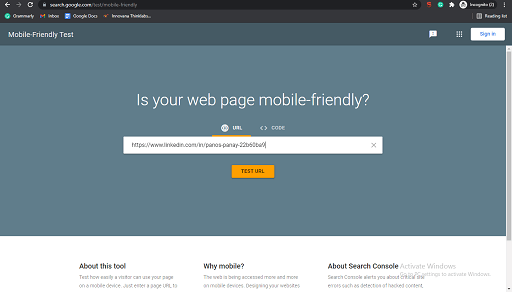 search.google.com/test/mobile-friendly
Incognito (2)
Grammarly
Inbox
Google Docs
Innovana Thinklabs...
Reading list
Mobile-Friendly Test
Sign in
Is your web page mobile-friendly?
URL
CODE
https://www.linkedin.com/in/panos-panay-22b60ba9
TEST URL
About this tool
Test how easily a visitor can use your page
on a mobile device. Just enter a page URL to
Why mobile?
The web is being accessed more and more
on mobile devices. Designing your websites
About Search Console
Search Console alerts you about critical site
errors such as detection of hacked content,
Activate Windows
Go to PC settings to activate Windows.